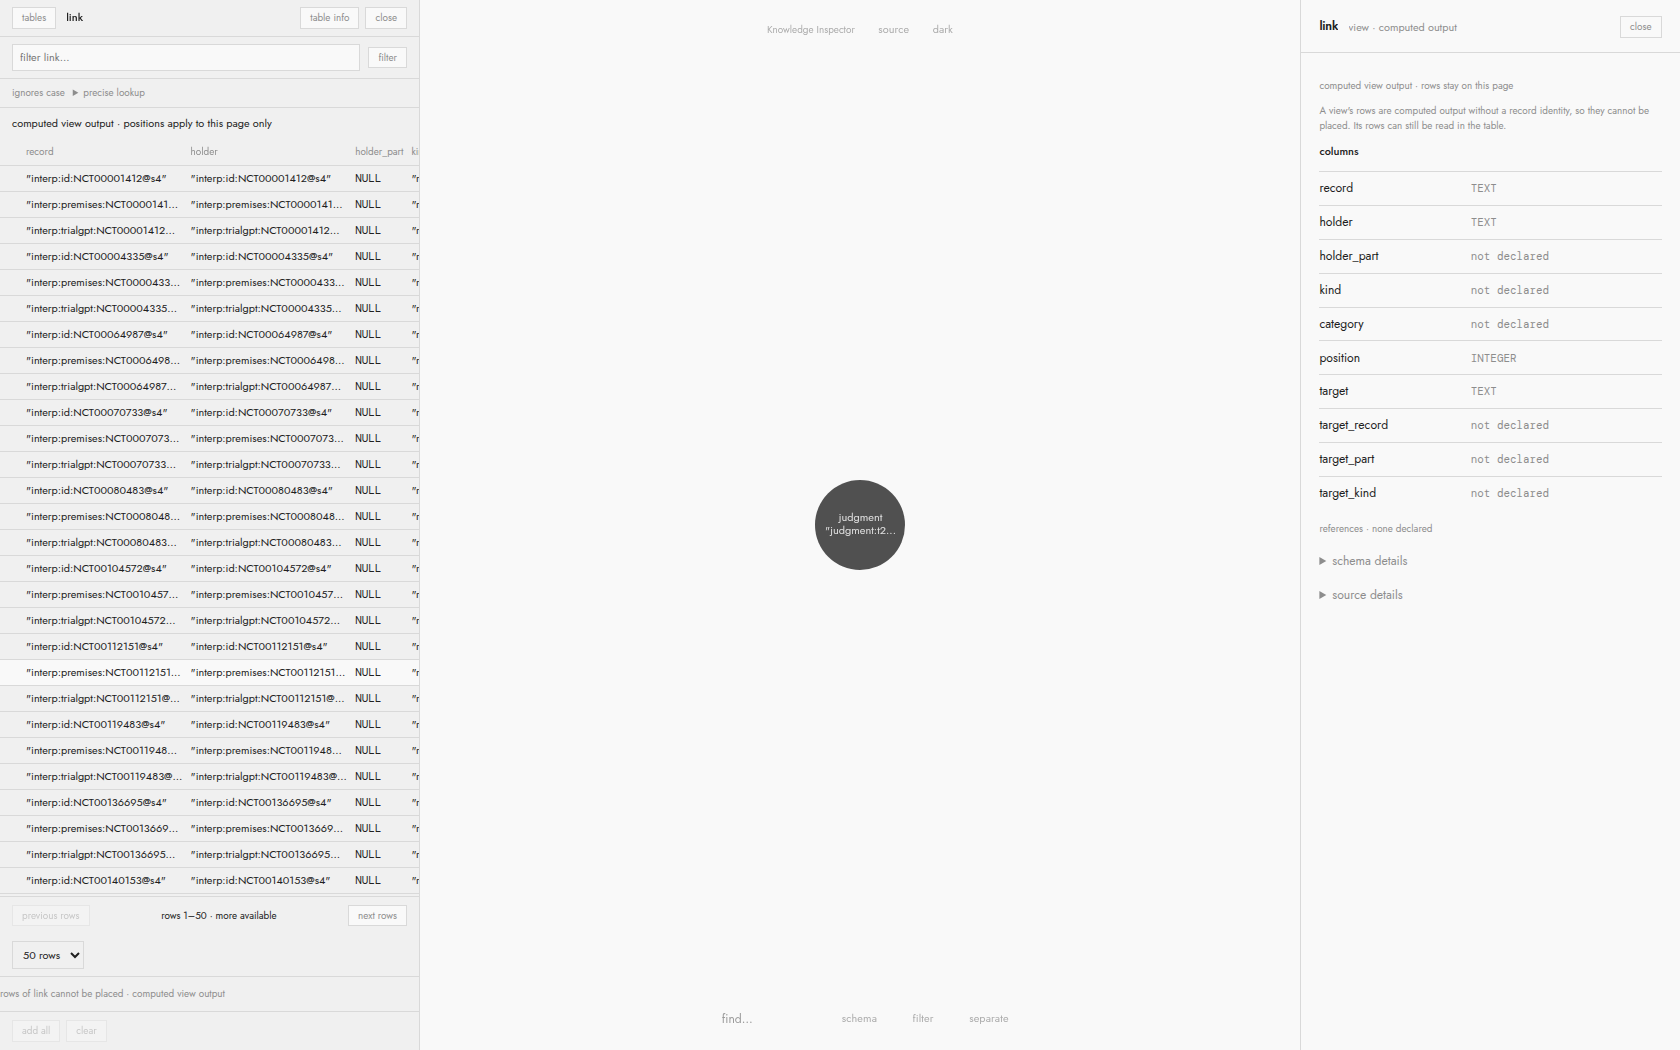 tables link table info close
filter link... filter
ignores case ▶ precise lookup
computed view output · positions apply to this page only
record holder holder_part ki
"interp:id:NCT00001412@s4" "interp:id:NCT00001412@s4" NULL "r
"interp:premises:NCT0000141... "interp:premises:NCT0000141... NULL "r
"interp:trialgpt:NCT00001412... "interp:trialgpt:NCT00001412... NULL "r
"interp:id:NCT00004335@s4" "interp:id:NCT00004335@s4" NULL "r
"interp:premises:NCT0000433... "interp:premises:NCT0000433... NULL "r
"interp:trialgpt:NCT00004335... "interp:trialgpt:NCT00004335... NULL "r
"interp:id:NCT00064987@s4" "interp:id:NCT00064987@s4" NULL "r
"interp:premises:NCT0006498... "interp:premises:NCT0006498... NULL "r
"interp:trialgpt:NCT00064987... "interp:trialgpt:NCT00064987... NULL "r
"interp:id:NCT00070733@s4" "interp:id:NCT00070733@s4" NULL "r
"interp:premises:NCT0007073... "interp:premises:NCT0007073... NULL "r
"interp:trialgpt:NCT00070733... "interp:trialgpt:NCT00070733... NULL "r
"interp:id:NCT00080483@s4" "interp:id:NCT00080483@s4" NULL "r
"interp:premises:NCT0008048... "interp:premises:NCT0008048... NULL "r
"interp:trialgpt:NCT00080483... "interp:trialgpt:NCT00080483... NULL "r
"interp:id:NCT00104572@s4" "interp:id:NCT00104572@s4" NULL "r
"interp:premises:NCT0010457... "interp:premises:NCT0010457... NULL "r
"interp:trialgpt:NCT00104572... "interp:trialgpt:NCT00104572... NULL "r
"interp:id:NCT00112151@s4" "interp:id:NCT00112151@s4" NULL "r
"interp:premises:NCT00112151... "interp:premises:NCT00112151... NULL "r
"interp:trialgpt:NCT00112151@... "interp:trialgpt:NCT00112151@... NULL "r
"interp:id:NCT00119483@s4" "interp:id:NCT00119483@s4" NULL "r
"interp:premises:NCT0011948... "interp:premises:NCT0011948... NULL "r
"interp:trialgpt:NCT00119483@... "interp:trialgpt:NCT00119483@... NULL "r
"interp:id:NCT00136695@s4" "interp:id:NCT00136695@s4" NULL "r
"interp:premises:NCT0013669... "interp:premises:NCT0013669... NULL "r
"interp:trialgpt:NCT00136695... "interp:trialgpt:NCT00136695... NULL "r
"interp:id:NCT00140153@s4" "interp:id:NCT00140153@s4" NULL "r
previous rows rows 1–50 · more available next rows
50 rows
rows of link cannot be placed · computed view output
add all clear
Knowledge Inspector source dark
judgment
"judgment:t2...
find... schema filter separate
link view · computed output close
computed view output · rows stay on this page
A view's rows are computed output without a record identity, so they cannot be
placed. Its rows can still be read in the table.
columns
record TEXT
holder TEXT
holder_part not declared
kind not declared
category not declared
position INTEGER
target TEXT
target_record not declared
target_part not declared
target_kind not declared
references · none declared
▶ schema details
▶ source details